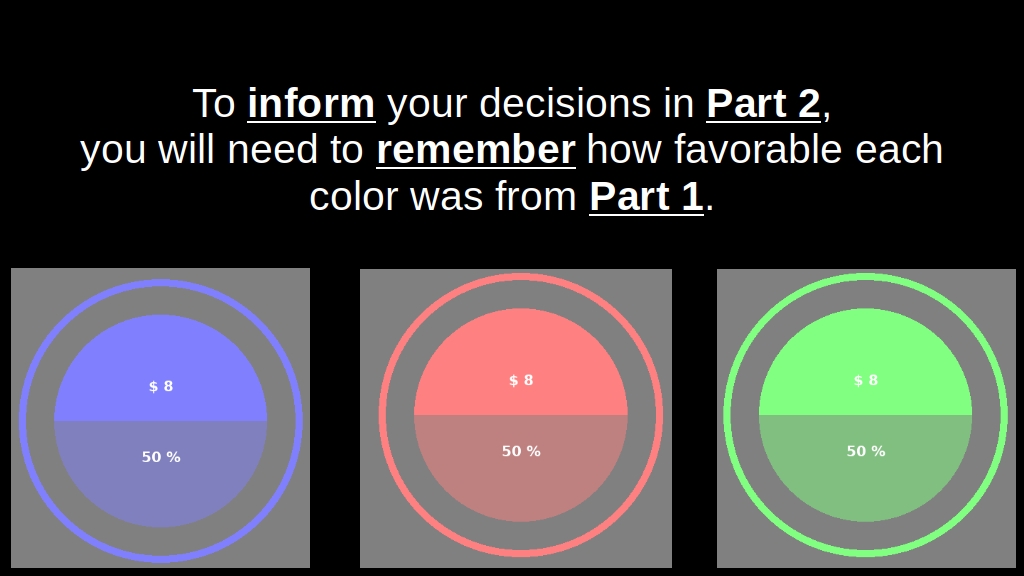 To inform your decisions in Part 2,
you will need to remember how favorable each
color was from Part 1.
$ 8
50 %
$ 8
50 %
$ 8
50 %